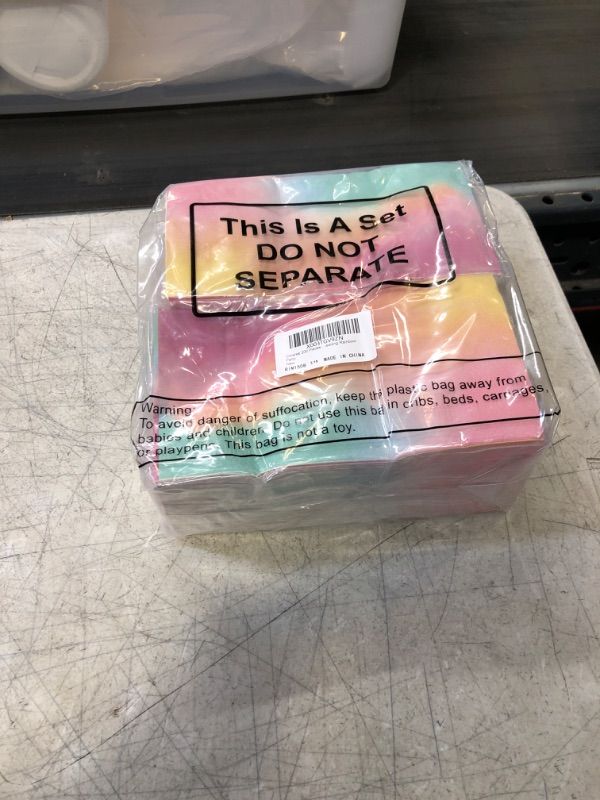 This Is A Set
DO NOT
SEPARATE
MADE IN CHINA
Warning:
To avoid danger of suffocation, keep this plastic bag away from
babies and children. Do not use this bag in cribs, beds, carriages,
or playpens. This bag is not a toy.